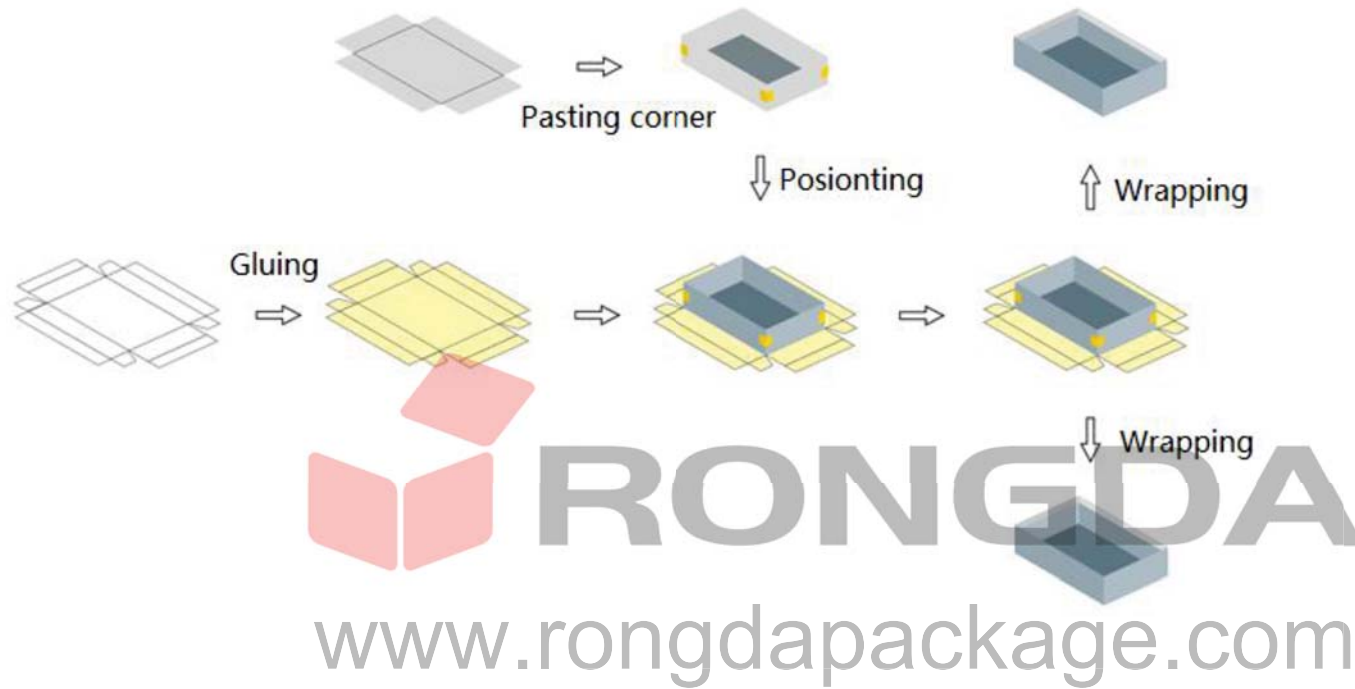 Pasting corner
Posionting
Wrapping
Gluing
Wrapping
RONGDA
www.rongdapackage.com